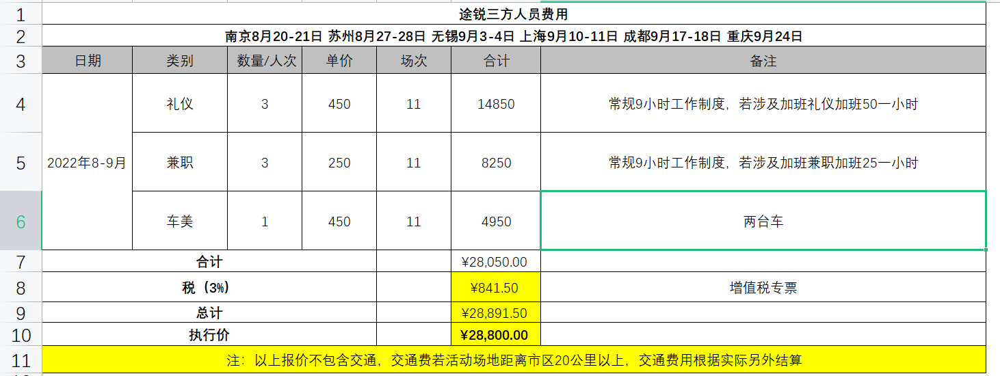 1 途锐三方人员费用
2 南京8月20-21日 苏州8月27-28日 无锡9月3-4日 上海9月10-11日 成都9月17-18日 重庆9月24日
3 日期 类别 数量/人次 单价 场次 合计 备注
4 礼仪 3 450 11 14850 常规9小时工作制度，若涉及加班礼仪加班50一小时
5 2022年8-9月 兼职 3 250 11 8250 常规9小时工作制度，若涉及加班兼职加班25一小时
6 车美 1 450 11 4950 两台车
7 合计 ¥28,050.00
8 税（3%） ¥841.50 增值税专票
9 总计 ¥28,891.50
10 执行价 ¥28,800.00
11 注：以上报价不包含交通，交通费若活动场地距离市区20公里以上，交通费用根据实际另外结算